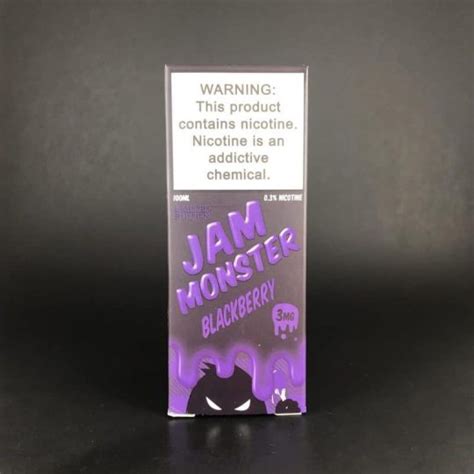 WARNING:
This product
contains nicotine.
Nicotine is an
addictive
chemical.
100ML 0.3% NICOTINE
JAM
MONSTER
BLACKBERRY
3MG